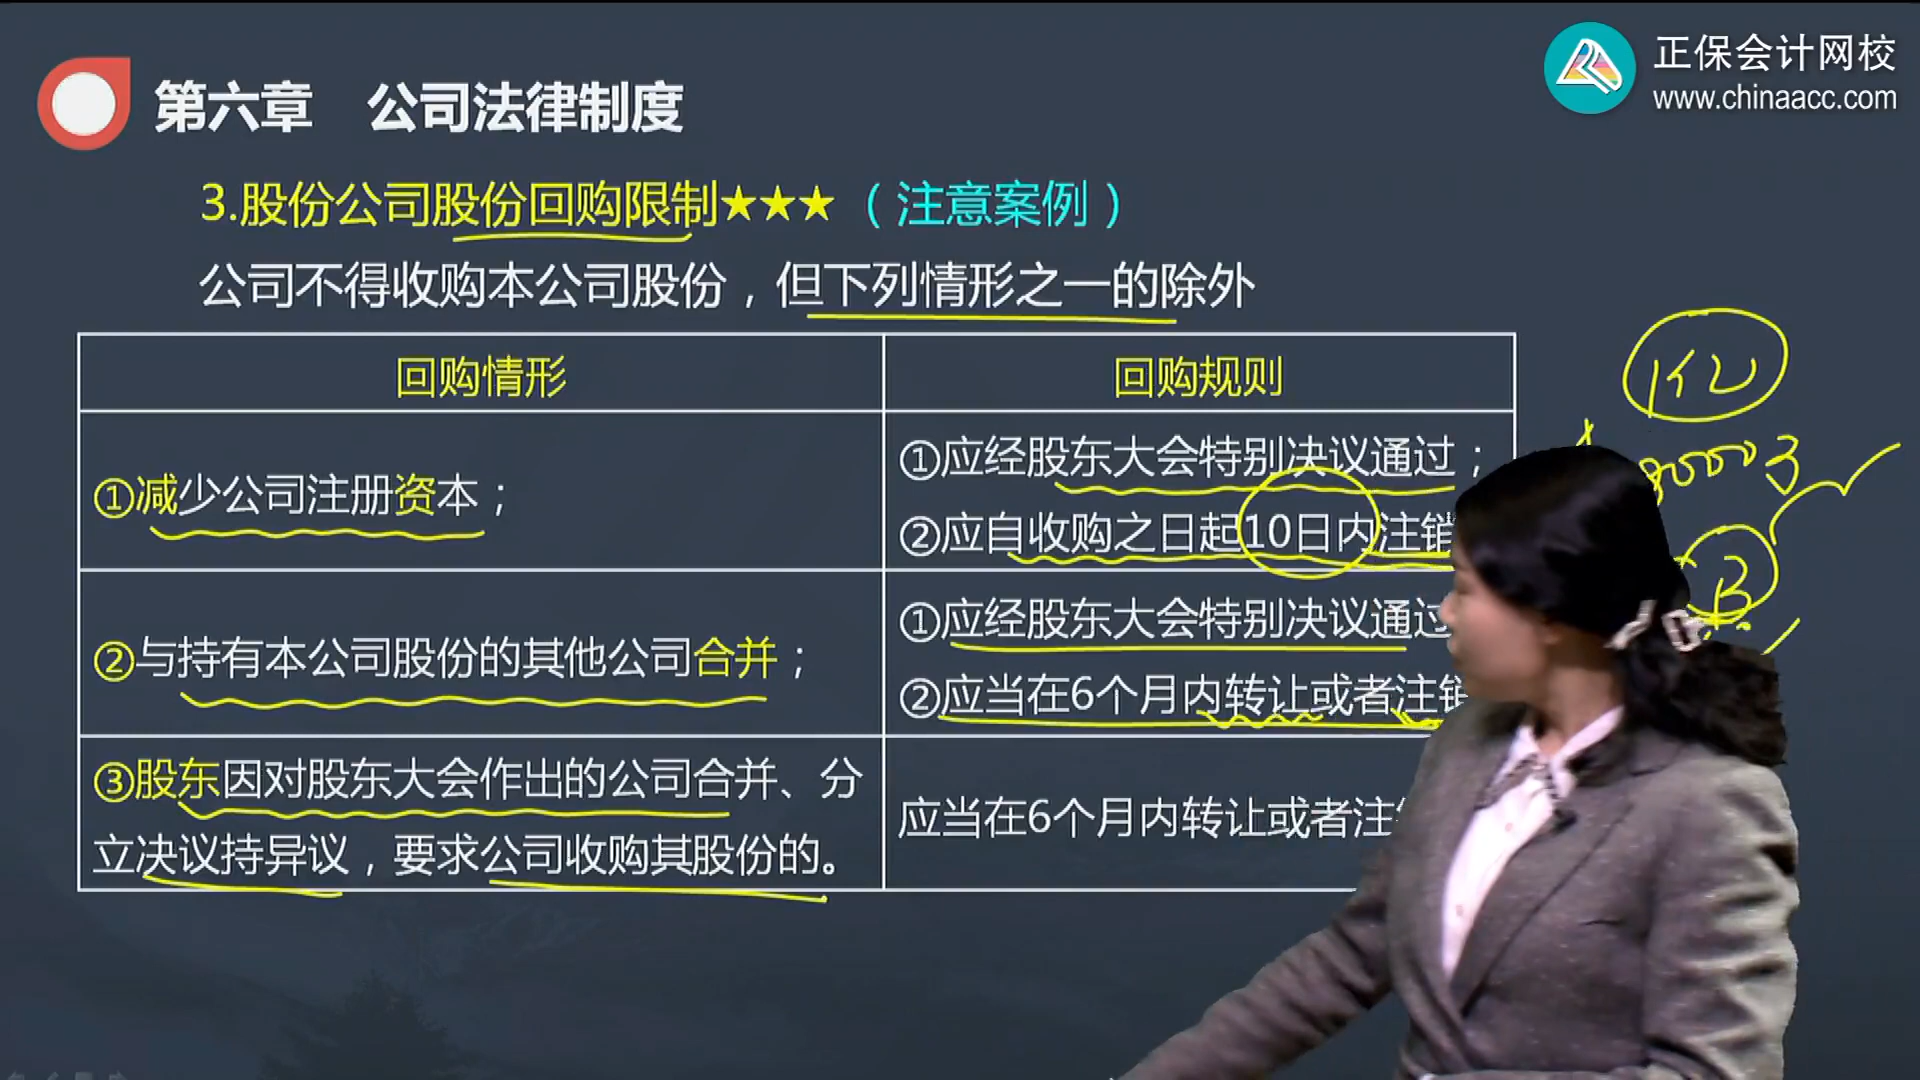 正保会计网校
www.chinaacc.com
第六章 公司法律制度
3.股份公司股份回购限制★★★（注意案例）
公司不得收购本公司股份，但下列情形之一的除外
回购情形
回购规则
①减少公司注册资本；
①应经股东大会特别决议通过；
②应自收购之日起10日内注销
②与持有本公司股份的其他公司合并；
①应经股东大会特别决议通过
②应当在6个月内转让或者注销
③股东因对股东大会作出的公司合并、分
立决议持异议，要求公司收购其股份的。
应当在6个月内转让或者注
B